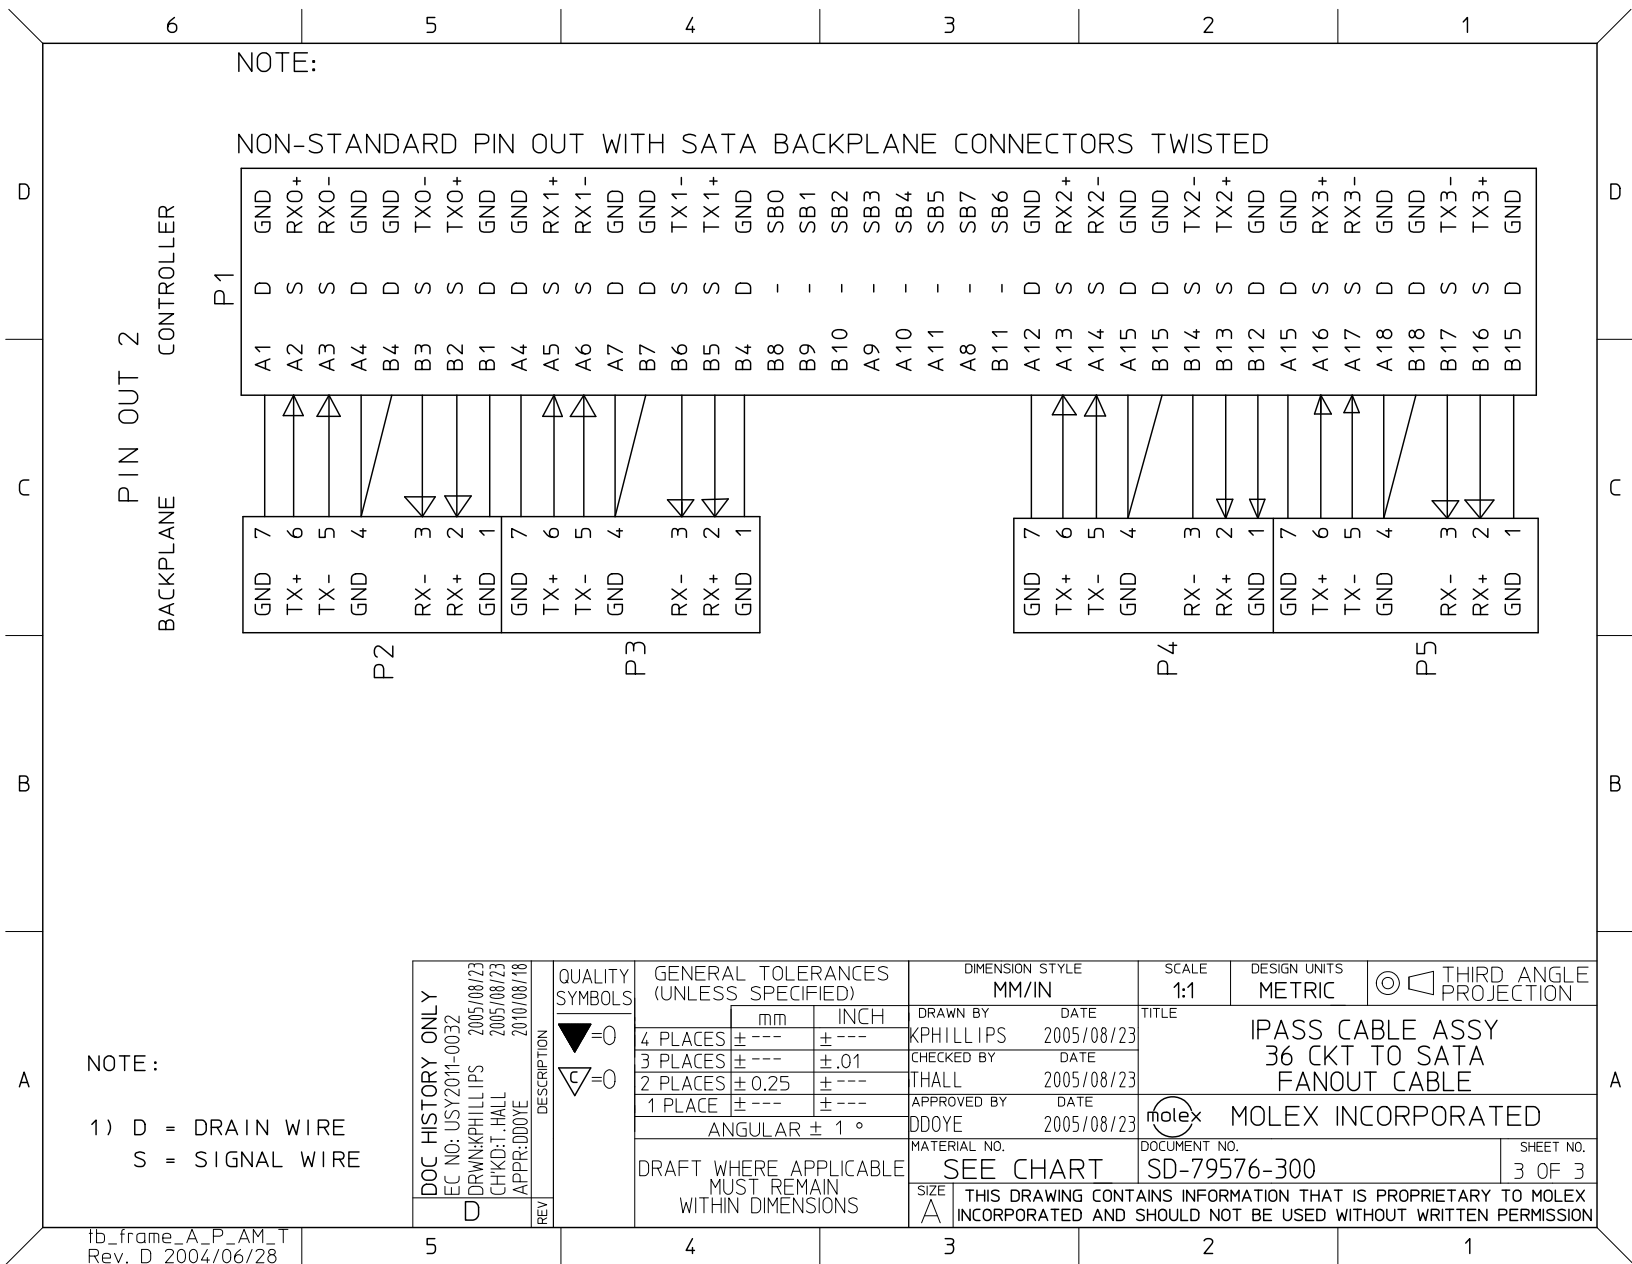 6 5 4 3 2 1
NOTE:
NON-STANDARD PIN OUT WITH SATA BACKPLANE CONNECTORS TWISTED
D D
PIN OUT 2
CONTROLLER
P1
GND RX0+ RX0- GND GND TX0- TX0+ GND GND RX1+ RX1- GND GND TX1- TX1+ GND SB0 SB1 SB2 SB3 SB4 SB5 SB7 SB6 GND RX2+ RX2- GND GND TX2- TX2+ GND GND RX3+ RX3- GND GND TX3- TX3+ GND
D S S D D S S D D S S D D S S D - - - - - - - - D S S D D S S D D S S D D S S D
A1 A2 A3 A4 B4 B3 B2 B1 A4 A5 A6 A7 B7 B6 B5 B4 B8 B9 B10 A9 A10 A11 A8 B11 A12 A13 A14 A15 B15 B14 B13 B12 A15 A16 A17 A18 B18 B17 B16 B15
C C
BACKPLANE
7 6 5 4 3 2 1 7 6 5 4 3 2 1 7 6 5 4 3 2 1 7 6 5 4 3 2 1
GND TX+ TX- GND RX- RX+ GND GND TX+ TX- GND RX- RX+ GND GND TX+ TX- GND RX- RX+ GND GND TX+ TX- GND RX- RX+ GND
P2 P3 P4 P5
B B
A A
NOTE:
1) D = DRAIN WIRE
S = SIGNAL WIRE
DOC HISTORY ONLY
EC NO: USY2011-0032
DRWN:KPHILLIPS 2005/08/23
CH'KD:T.HALL 2005/08/23
APPR:DDOYE 2010/08/18
D
DESCRIPTION
REV
QUALITY
SYMBOLS
=0
C =0
GENERAL TOLERANCES
(UNLESS SPECIFIED)
mm INCH
4 PLACES ± --- ± ---
3 PLACES ± --- ± .01
2 PLACES ± 0.25 ± ---
1 PLACE ± --- ± ---
ANGULAR ± 1 °
DRAFT WHERE APPLICABLE
MUST REMAIN
WITHIN DIMENSIONS
DIMENSION STYLE
MM/IN
SCALE
1:1
DESIGN UNITS
METRIC
THIRD ANGLE
PROJECTION
DRAWN BY DATE
KPHILLIPS 2005/08/23
CHECKED BY DATE
THALL 2005/08/23
APPROVED BY DATE
DDOYE 2005/08/23
TITLE
IPASS CABLE ASSY
36 CKT TO SATA
FANOUT CABLE
molex MOLEX INCORPORATED
MATERIAL NO.
SEE CHART
DOCUMENT NO.
SD-79576-300
SHEET NO.
3 OF 3
SIZE
A
THIS DRAWING CONTAINS INFORMATION THAT IS PROPRIETARY TO MOLEX
INCORPORATED AND SHOULD NOT BE USED WITHOUT WRITTEN PERMISSION
tb_frame_A_P_AM_T
Rev. D 2004/06/28
5 4 3 2 1